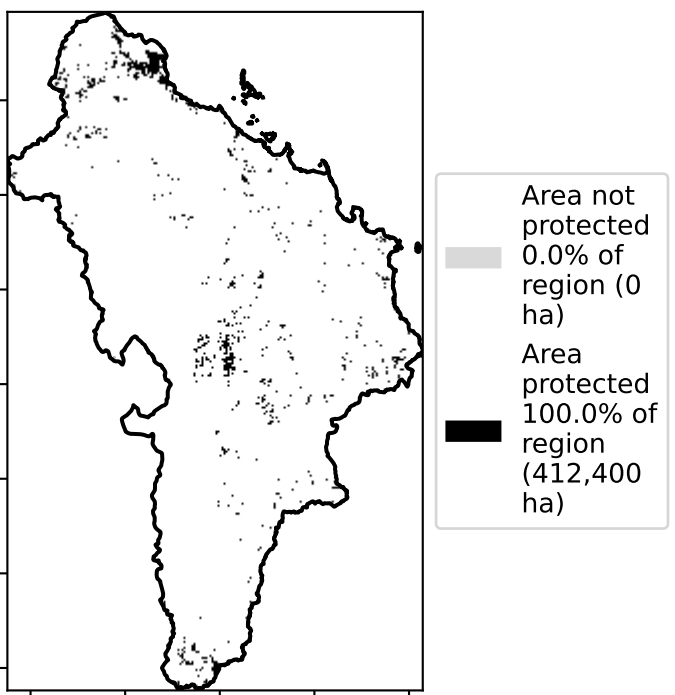 Area not
protected
0.0% of
region (0
ha)
Area
protected
100.0% of
region
(412,400
ha)